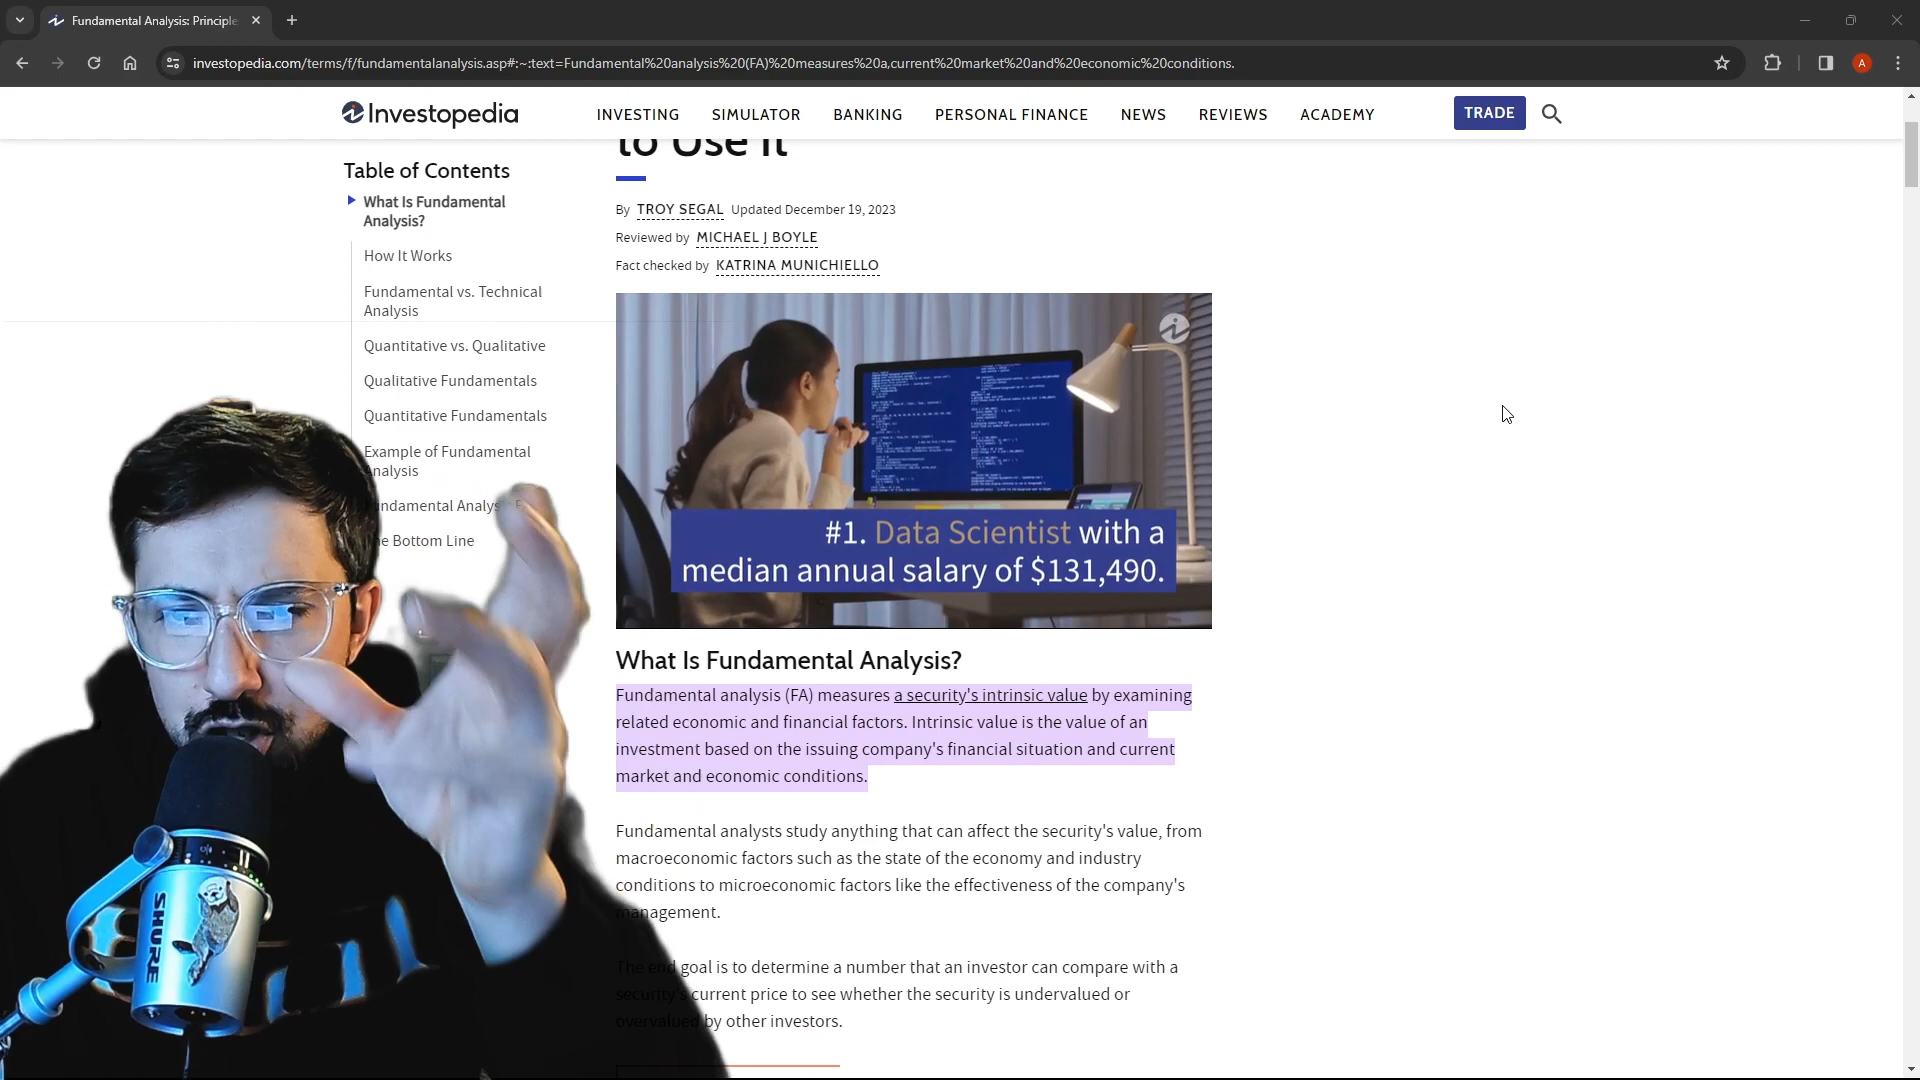 Fundamental Analysis: Principle
investopedia.com/terms/f/fundamentalanalysis.asp#:~:text=Fundamental%20analysis%20(FA)%20measures%20a,current%20market%20and%20economic%20conditions.
A
Investopedia
INVESTING
SIMULATOR
BANKING
PERSONAL FINANCE
NEWS
REVIEWS
ACADEMY
TRADE
to Use It
Table of Contents
What Is Fundamental
Analysis?
How It Works
Fundamental vs. Technical
Analysis
Quantitative vs. Qualitative
Qualitative Fundamentals
Quantitative Fundamentals
Example of Fundamental
Analysis
Bottom Line
By TROY SEGAL Updated December 19, 2023
Reviewed by MICHAEL J BOYLE
Fact checked by KATRINA MUNICHIELLO
#1. Data Scientist with a
median annual salary of $131,490.
What Is Fundamental Analysis?
Fundamental analysis (FA) measures a security's intrinsic value by examining
related economic and financial factors. Intrinsic value is the value of an
investment based on the issuing company's financial situation and current
market and economic conditions.
Fundamental analysts study anything that can affect the security's value, from
macroeconomic factors such as the state of the economy and industry
conditions to microeconomic factors like the effectiveness of the company's
management.
The end goal is to determine a number that an investor can compare with a
security's current price to see whether the security is undervalued or
overvalued by other investors.
SHURE